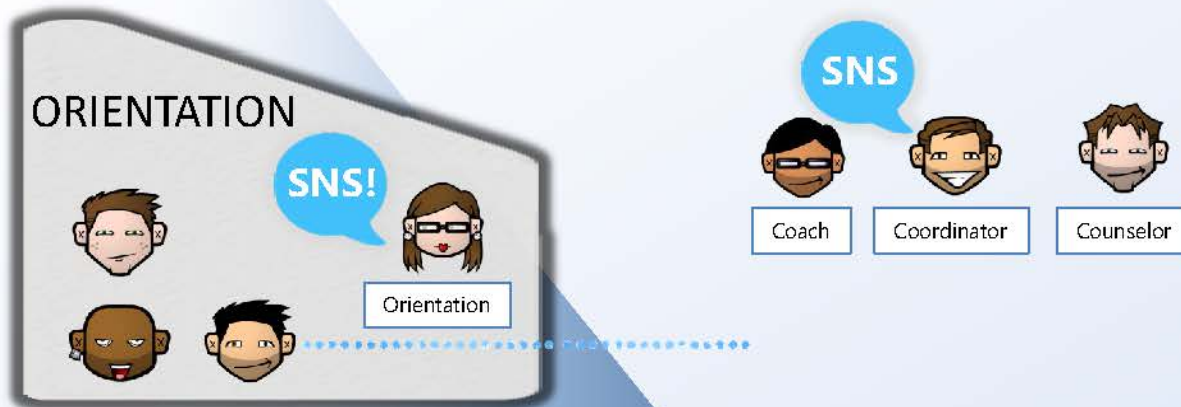 ORIENTATION
SNS!
Orientation
SNS
Coach
Coordinator
Counselor